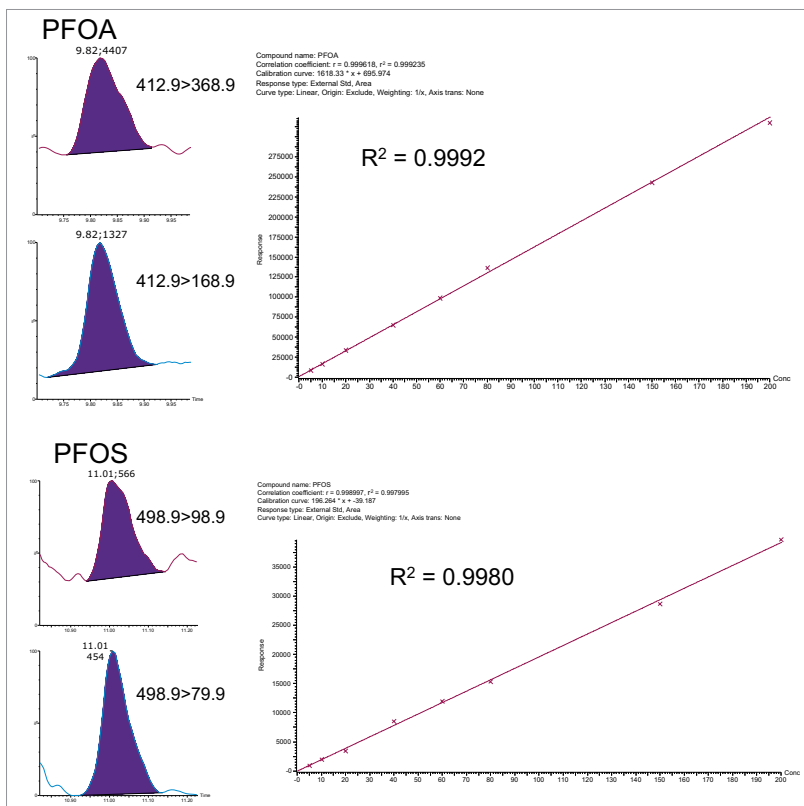 PFOA
9.82;4407
100
412.9>368.9
%
0
9.75 9.80 9.85 9.90 9.95
9.82;1327
100
412.9>168.9
%
0
Time
9.75 9.80 9.85 9.90 9.95
Compound name: PFOA
Correlation coefficient: r = 0.999618, r² = 0.999235
Calibration curve: 1618.33 * x + 695.974
Response type: External Std, Area
Curve type: Linear, Origin: Exclude, Weighting: 1/x, Axis trans: None
R² = 0.9992
275000
250000
225000
200000
175000
150000
125000
100000
75000
50000
25000
-0
Response
Conc
-0 10 20 30 40 50 60 70 80 90 100 110 120 130 140 150 160 170 180 190 200
PFOS
11.01;566
100
498.9>98.9
%
0
10.90 11.00 11.10 11.20
11.01
454
100
498.9>79.9
%
0
Time
10.90 11.00 11.10 11.20
Compound name: PFOS
Correlation coefficient: r = 0.998997, r² = 0.997995
Calibration curve: 196.264 * x + -39.187
Response type: External Std, Area
Curve type: Linear, Origin: Exclude, Weighting: 1/x, Axis trans: None
R² = 0.9980
35000
30000
25000
20000
15000
10000
5000
-0
Response
Conc
-0 10 20 30 40 50 60 70 80 90 100 110 120 130 140 150 160 170 180 190 200